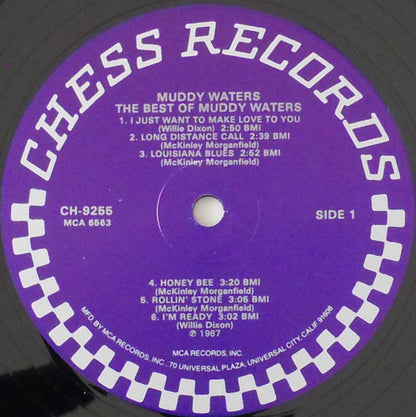 CHESS RECORDS
MUDDY WATERS
THE BEST OF MUDDY WATERS
1. I JUST WANT TO MAKE LOVE TO YOU
(Willie Dixon) 2:50 BMI
2. LONG DISTANCE CALL 2:39 BMI
(McKinley Morganfield)
3. LOUISIANA BLUES 2:52 BMI
(McKinley Morganfield)
CH-9255
MCA 6563
SIDE 1
4. HONEY BEE 3:20 BMI
(McKinley Morganfield)
5. ROLLIN' STONE 3:05 BMI
(McKinley Morganfield)
6. I'M READY 3:02 BMI
(Willie Dixon)
℗ 1987
MCA RECORDS, INC.
MFD. BY MCA RECORDS, INC., 70 UNIVERSAL PLAZA, UNIVERSAL CITY, CALIF. 91608